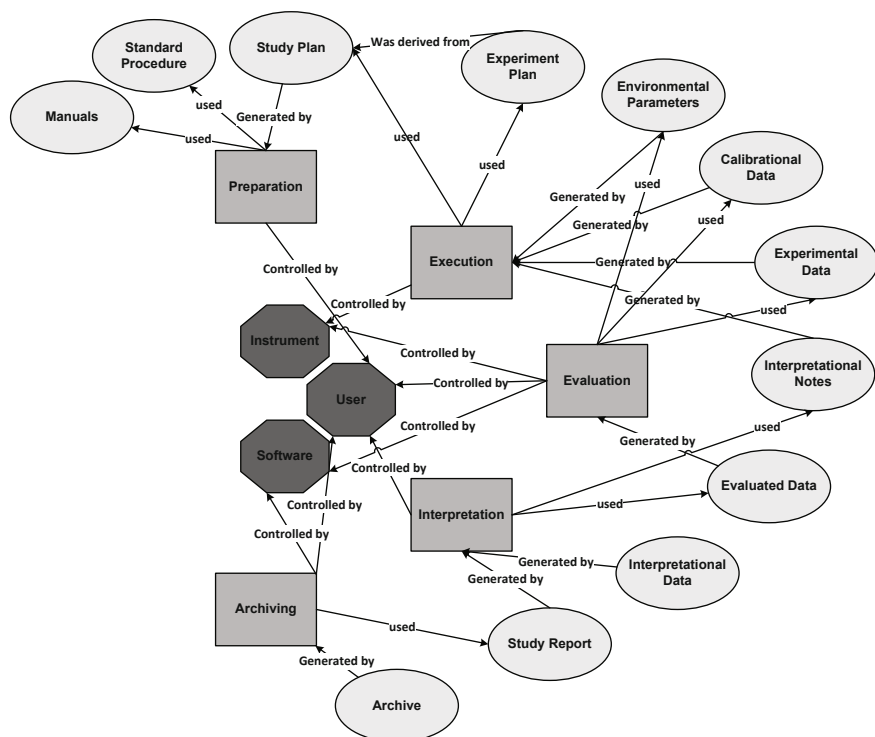 Standard
Procedure
Study Plan
Was derived from
Experiment
Plan
Environmental
Parameters
Manuals
used
used
Generated by
used
used
used
Calibrational
Data
Preparation
Generated by
Generated by
used
Execution
Generated by
Experimental
Data
Controlled by
Controlled by
Generated by
used
Instrument
Controlled by
Interpretational
Notes
User
Controlled by
Evaluation
Controlled by
used
Generated by
Software
Controlled by
Evaluated Data
Interpretation
used
Controlled by
Controlled by
Generated by
Interpretational
Data
Generated by
Archiving
used
Study Report
Generated by
Archive